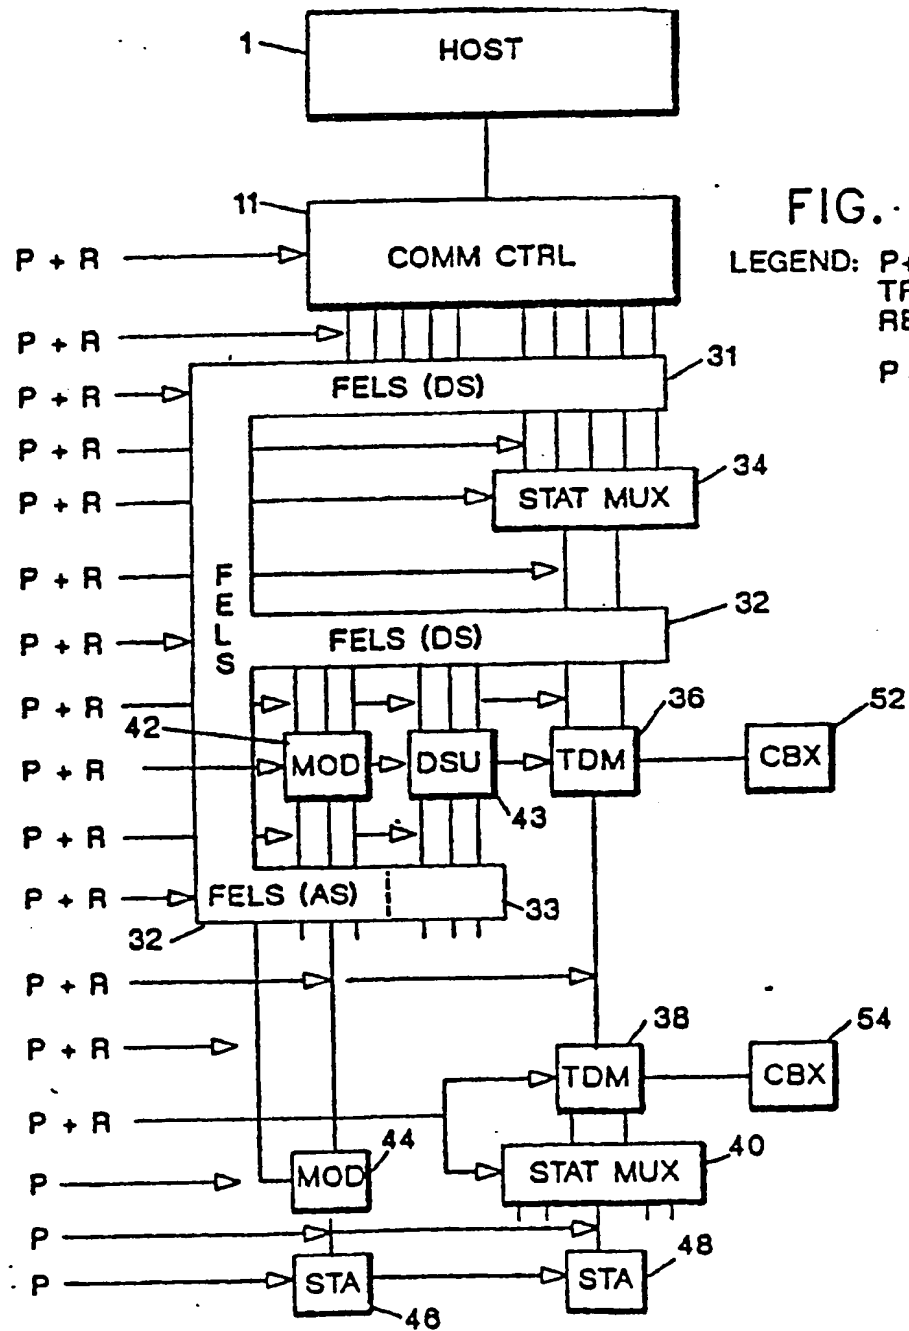 1
HOST
11
FIG.
P + R
COMM CTRL
LEGEND: P+
TR
RE
P + R
P
31
FELS (DS)
P + R
P + R
34
P + R
STAT MUX
P + R
FELS
32
P + R
FELS (DS)
P + R
42
36
52
P + R
MOD
DSU
TDM
CBX
43
P + R
P + R
FELS (AS)
33
32
P + R
38
54
P + R
TDM
CBX
P + R
44
40
P
MOD
STAT MUX
P
48
P
STA
STA
46